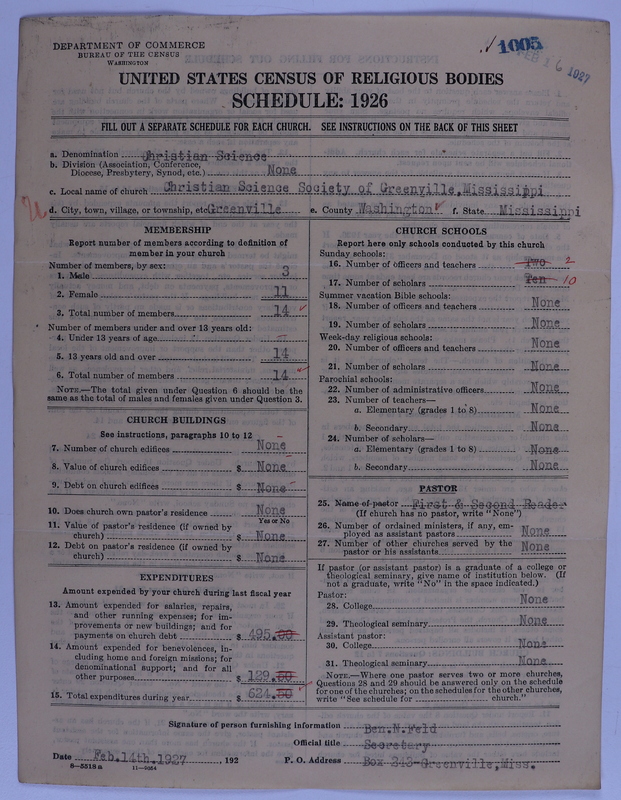 DEPARTMENT OF COMMERCE
BUREAU OF THE CENSUS
WASHINGTON
1005
FEB 16 1927
UNITED STATES CENSUS OF RELIGIOUS BODIES
SCHEDULE: 1926
FILL OUT A SEPARATE SCHEDULE FOR EACH CHURCH. SEE INSTRUCTIONS ON THE BACK OF THIS SHEET
a. Denomination Christian Science
b. Division (Association, Conference, Diocese, Presbytery, Synod, etc.) None
c. Local name of church Christian Science Society of Greenville, Mississippi
d. City, town, village, or township, etc. Greenville e. County Washington f. State Mississippi
MEMBERSHIP
Report number of members according to definition of
member in your church
Number of members, by sex:
1. Male 3
2. Female 11
3. Total number of members 14
Number of members under and over 13 years old:
4. Under 13 years of age —
5. 13 years old and over 14
6. Total number of members 14
NOTE.—The total given under Question 6 should be the
same as the total of males and females given under Question 3.
CHURCH BUILDINGS
See instructions, paragraphs 10 to 12
7. Number of church edifices None
8. Value of church edifices $ None
9. Debt on church edifices $ None
10. Does church own pastor's residence None
Yes or No
11. Value of pastor's residence (if owned by
church) $ None
12. Debt on pastor's residence (if owned by
church) $ None
EXPENDITURES
Amount expended by your church during last fiscal year
13. Amount expended for salaries, repairs,
and other running expenses; for im-
provements or new buildings; and for
payments on church debt $ 495.00
14. Amount expended for benevolences, in-
cluding home and foreign missions; for
denominational support; and for all
other purposes $ 129.50
15. Total expenditures during year $ 624.50
CHURCH SCHOOLS
Report here only schools conducted by this church
Sunday schools:
16. Number of officers and teachers Two 2
17. Number of scholars Ten 10
Summer vacation Bible schools:
18. Number of officers and teachers None
19. Number of scholars None
Week-day religious schools:
20. Number of officers and teachers None
21. Number of scholars None
Parochial schools:
22. Number of administrative officers None
23. Number of teachers—
a. Elementary (grades 1 to 8) None
b. Secondary None
24. Number of scholars—
a. Elementary (grades 1 to 8) None
b. Secondary None
PASTOR
25. Name of pastor First & Second Reader
(If church has no pastor, write "None")
26. Number of ordained ministers, if any, em-
ployed as assistant pastors None
27. Number of other churches served by the
pastor or his assistants None
If pastor (or assistant pastor) is a graduate of a college or
theological seminary, give name of institution below. (If
not a graduate, write "No" in the space indicated.)
Pastor:
28. College None
29. Theological seminary None
Assistant pastor:
30. College None
31. Theological seminary None
NOTE.—Where one pastor serves two or more churches,
Questions 28 and 29 should be answered only on the schedule
for one of the churches; on the schedules for the other churches,
write "See schedule for church."
Signature of person furnishing information Ben.N.Feld
Official title Secretary
Date Feb.14th.1927 , 192 P. O. Address Box 243-Greenville,Miss.
8-5518a 11-9354